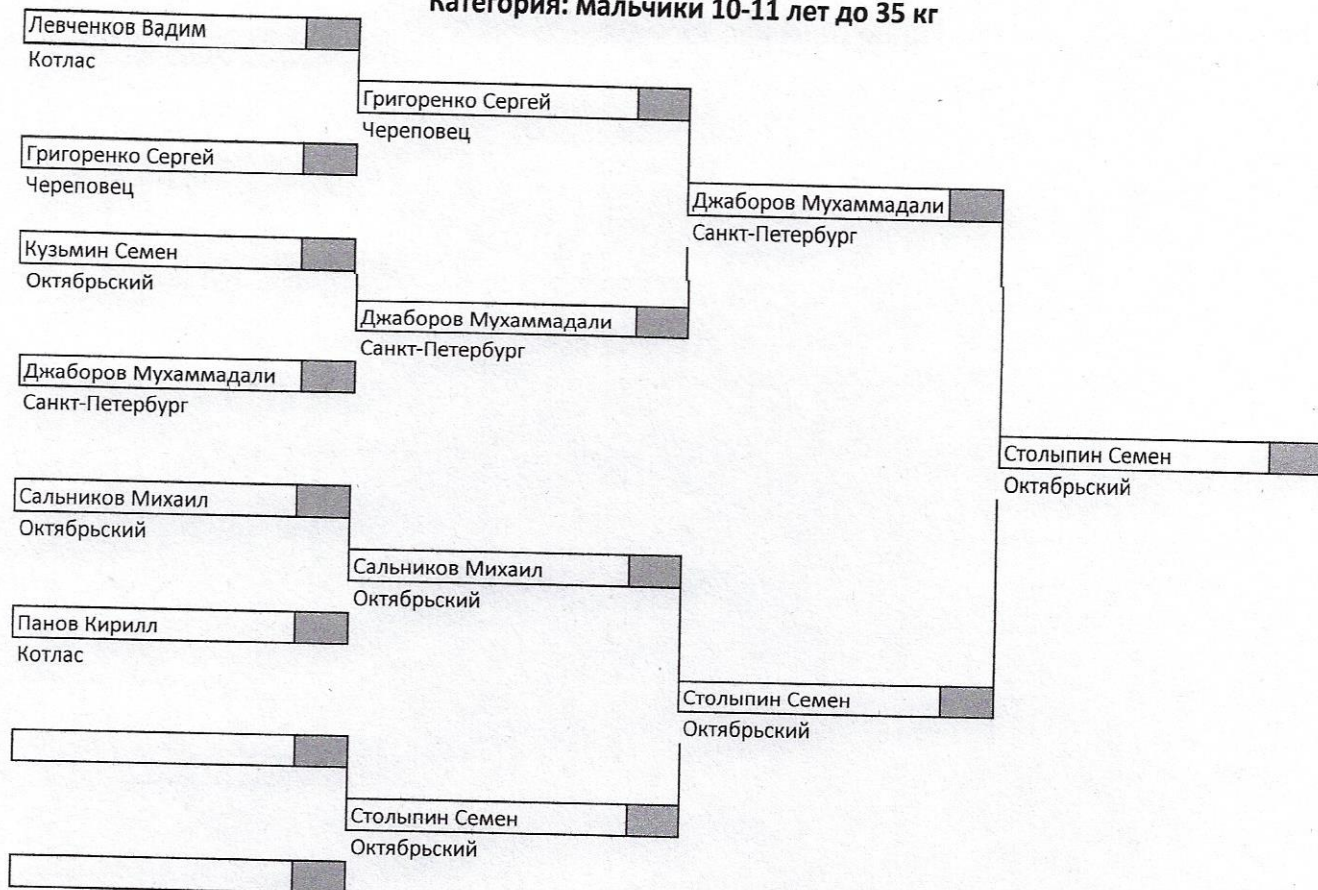 Категория: мальчики 10-11 лет до 35 кг
Левченков Вадим
Котлас
Григоренко Сергей
Череповец
Григоренко Сергей
Череповец
Джаборов Мухаммадали
Санкт-Петербург
Кузьмин Семен
Октябрьский
Джаборов Мухаммадали
Санкт-Петербург
Джаборов Мухаммадали
Санкт-Петербург
Столыпин Семен
Октябрьский
Сальников Михаил
Октябрьский
Сальников Михаил
Октябрьский
Панов Кирилл
Котлас
Столыпин Семен
Октябрьский
Столыпин Семен
Октябрьский